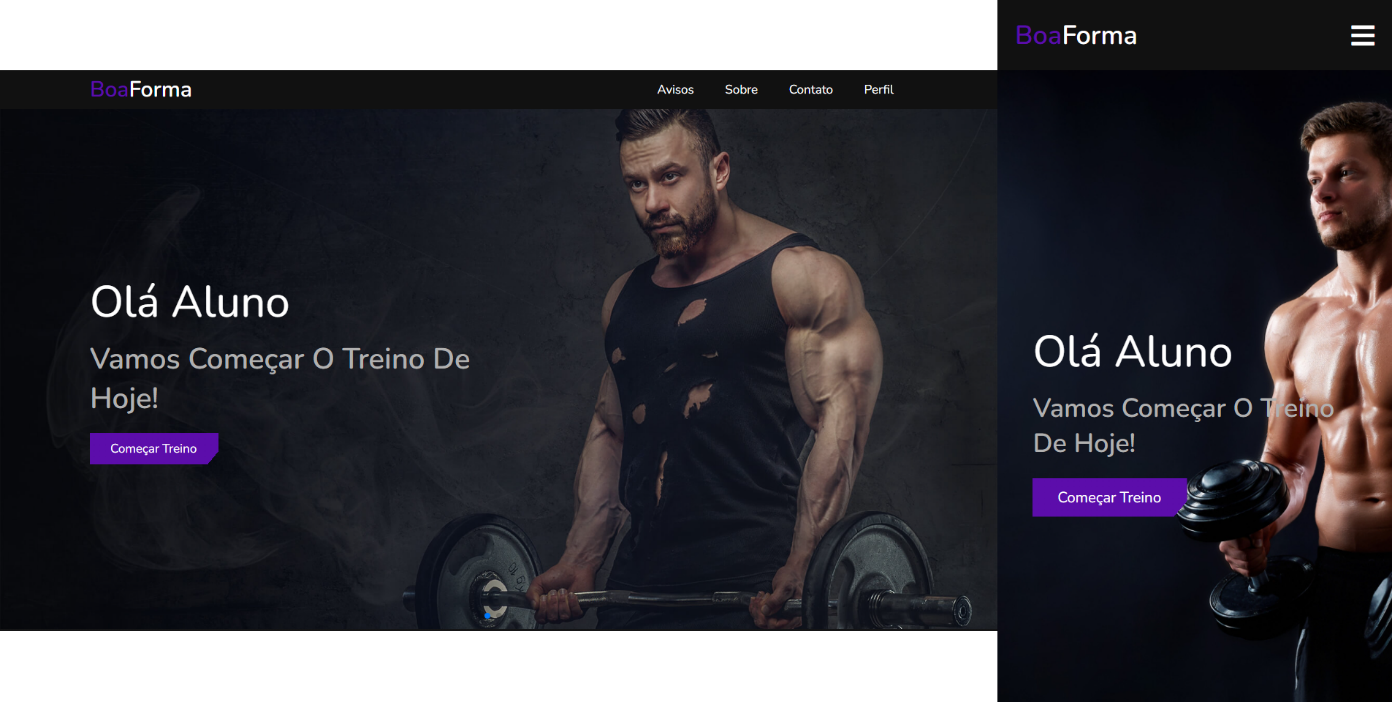 BoaForma
Avisos Sobre Contato Perfil
Olá Aluno
Vamos Começar O Treino De
Hoje!
Começar Treino
BoaForma
Olá Aluno
Vamos Começar O Treino
De Hoje!
Começar Treino